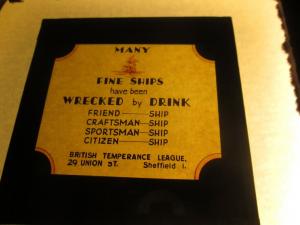 MANY
FINE SHIPS
have been
WRECKED by DRINK
FRIEND——SHIP
CRAFTSMAN—SHIP
SPORTSMAN—SHIP
CITIZEN——SHIP
BRITISH TEMPERANCE LEAGUE,
29 UNION ST. Sheffield 1.